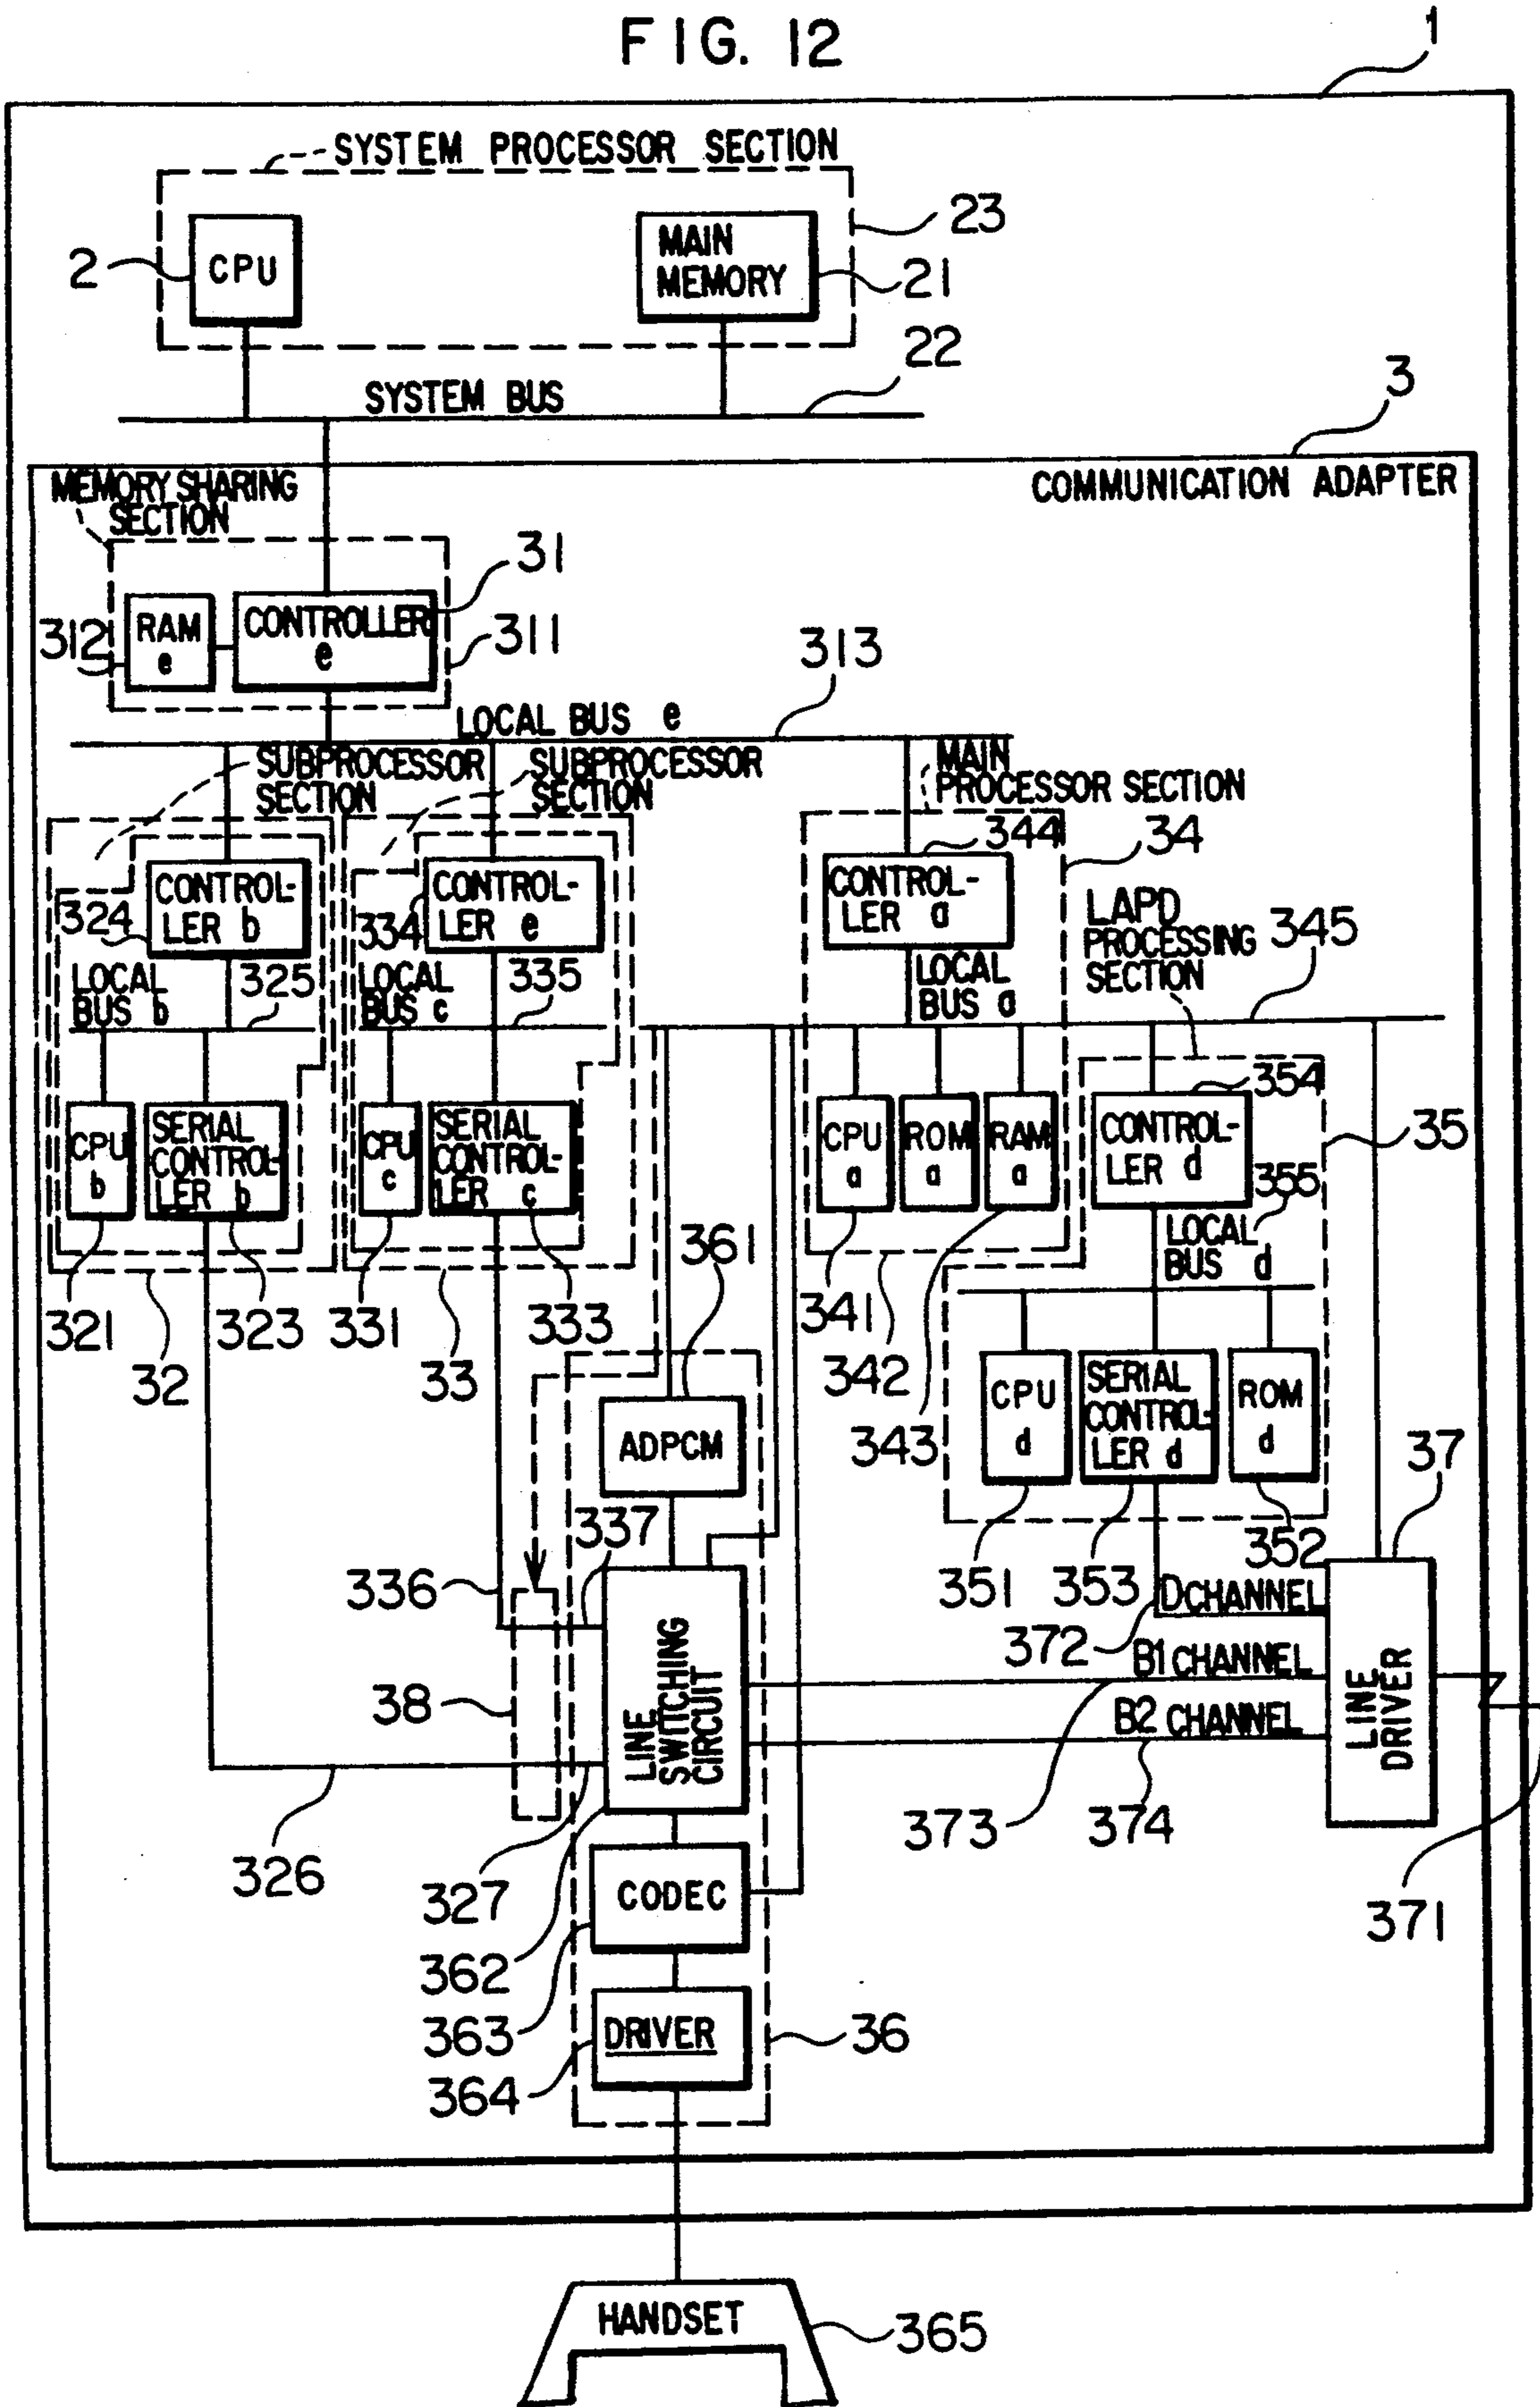 FIG. 12
1
SYSTEM PROCESSOR SECTION
23
2
CPU
MAIN
MEMORY
21
22
SYSTEM BUS
3
MEMORY SHARING
SECTION
COMMUNICATION ADAPTER
31
312
RAM
e
CONTROLLER
e
311
313
LOCAL BUS e
SUBPROCESSOR
SECTION
SUBPROCESSOR
SECTION
MAIN
PROCESSOR SECTION
344
34
CONTROL-
LER b
324
CONTROL-
LER e
334
CONTROL-
LER a
LAPD
PROCESSING
SECTION
345
LOCAL
BUS b
325
LOCAL
BUS c
335
LOCAL
BUS a
354
35
CPU
b
SERIAL
CONTROL-
LER b
CPU
c
SERIAL
CONTROL-
LER c
CPU
a
ROM
a
RAM
a
CONTROL-
LER d
355
LOCAL
BUS d
361
321
323
331
333
341
32
33
342
343
CPU
d
SERIAL
CONTROL-
LER d
ROM
d
ADPCM
37
337
352
336
351
353
D CHANNEL
372
B1 CHANNEL
38
LINE
SWITCHING
CIRCUIT
B2 CHANNEL
LINE
DRIVER
373
374
326
327
CODEC
371
362
363
DRIVER
36
364
HANDSET
365